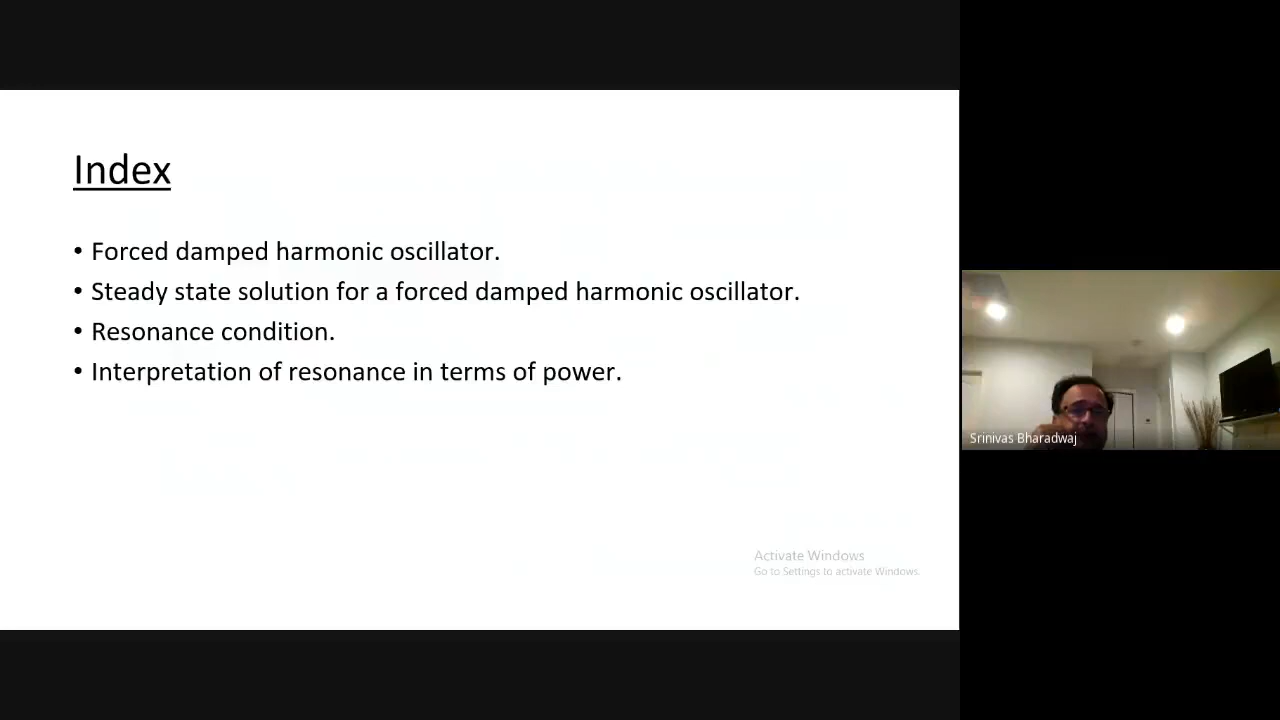 Index
• Forced damped harmonic oscillator.
• Steady state solution for a forced damped harmonic oscillator.
• Resonance condition.
• Interpretation of resonance in terms of power.
Srinivas Bharadwaj
Activate Windows
Go to Settings to activate Windows.